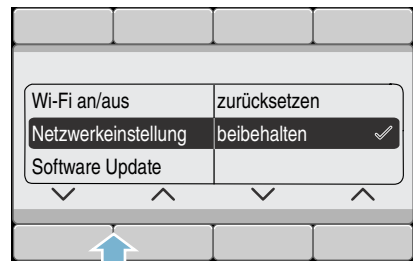 Wi-Fi an/aus zurücksetzen
Netzwerkeinstellung beibehalten
Software Update